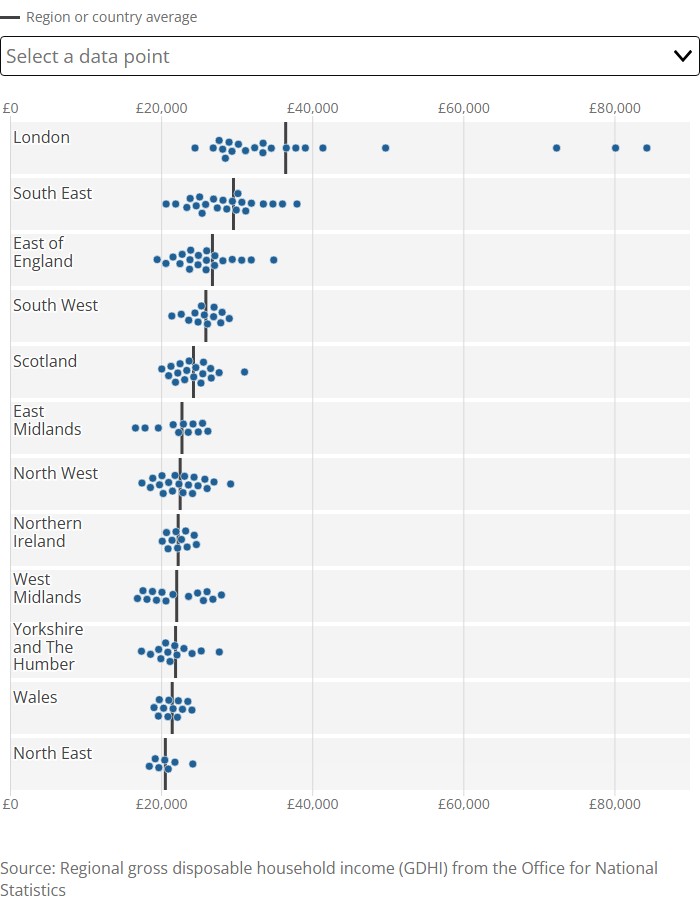 Region or country average
Select a data point
£0 £20,000 £40,000 £60,000 £80,000
London
South East
East of
England
South West
Scotland
East
Midlands
North West
Northern
Ireland
West
Midlands
Yorkshire
and The
Humber
Wales
North East
£0 £20,000 £40,000 £60,000 £80,000
Source: Regional gross disposable household income (GDHI) from the Office for National
Statistics